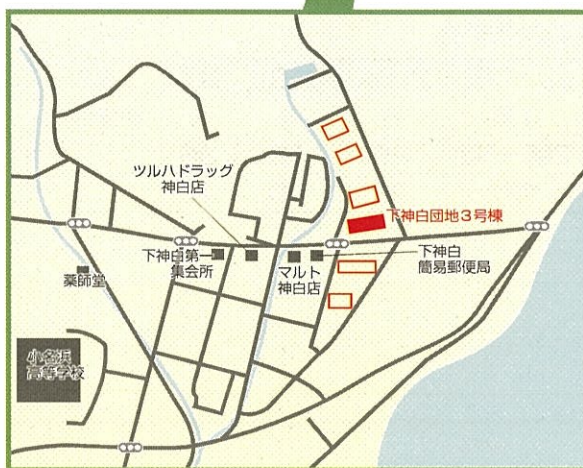 ツルハドラッグ
神白店
下神白団地3号棟
下神白第一
集会所
マルト
神白店
下神白
簡易郵便局
薬師堂
小名浜
高等学校